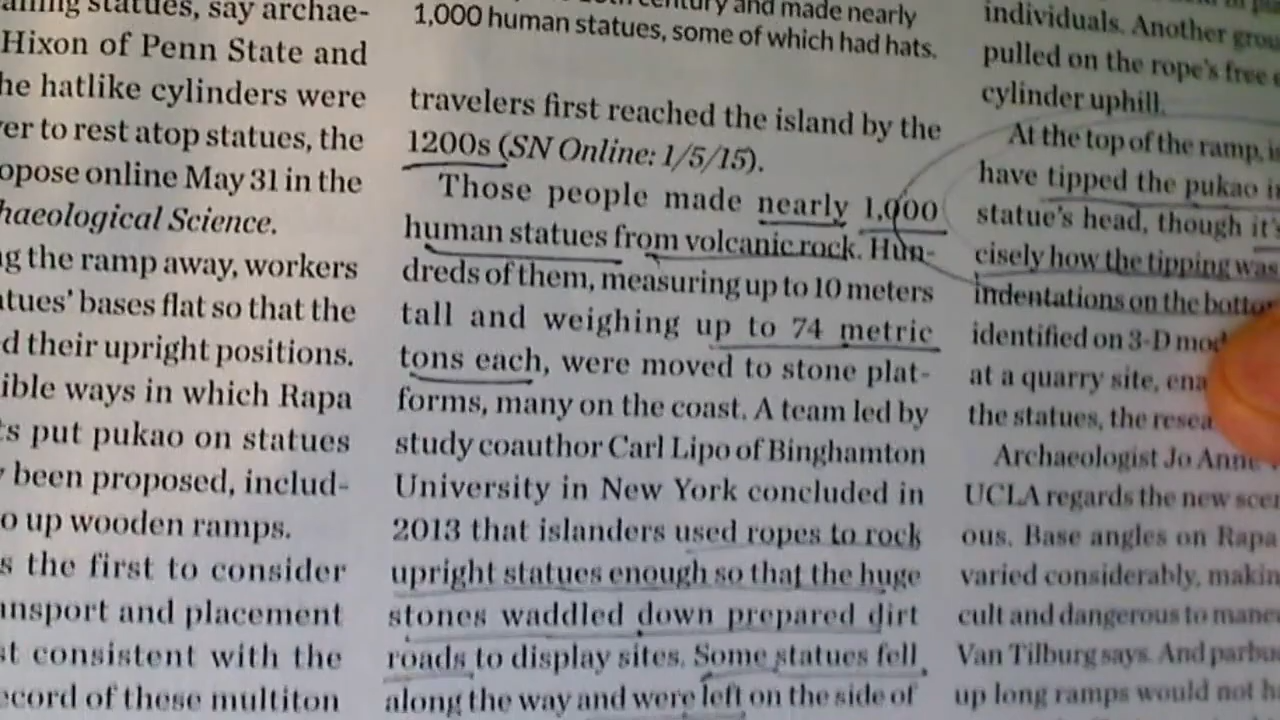 statues, say archae-
Hixon of Penn State and
he hatlike cylinders were
er to rest atop statues, the
opose online May 31 in the
haeological Science.
g the ramp away, workers
tues' bases flat so that the
d their upright positions.
ible ways in which Rapa
s put pukao on statues
been proposed, includ-
o up wooden ramps.
s the first to consider
ansport and placement
st consistent with the
ecord of these multiton
century and made nearly
1,000 human statues, some of which had hats.
travelers first reached the island by the
1200s (SN Online: 1/5/15).
Those people made nearly 1,000
human statues from volcanic rock. Hun-
dreds of them, measuring up to 10 meters
tall and weighing up to 74 metric
tons each, were moved to stone plat-
forms, many on the coast. A team led by
study coauthor Carl Lipo of Binghamton
University in New York concluded in
2013 that islanders used ropes to rock
upright statues enough so that the huge
stones waddled down prepared dirt
roads to display sites. Some statues fell
along the way and were left on the side of
individuals. Another grou
pulled on the rope's free
cylinder uphill.
At the top of the ramp,
have tipped the pukao
statue's head, though it's
cisely how the tipping was
indentations on the botto
identified on 3-D mod
at a quarry site, ena
the statues, the resea
Archaeologist Jo Anne
UCLA regards the new scen
ous. Base angles on Rapa
varied considerably, makin
cult and dangerous to mane
Van Tilburg says. And parbu
up long ramps would not h